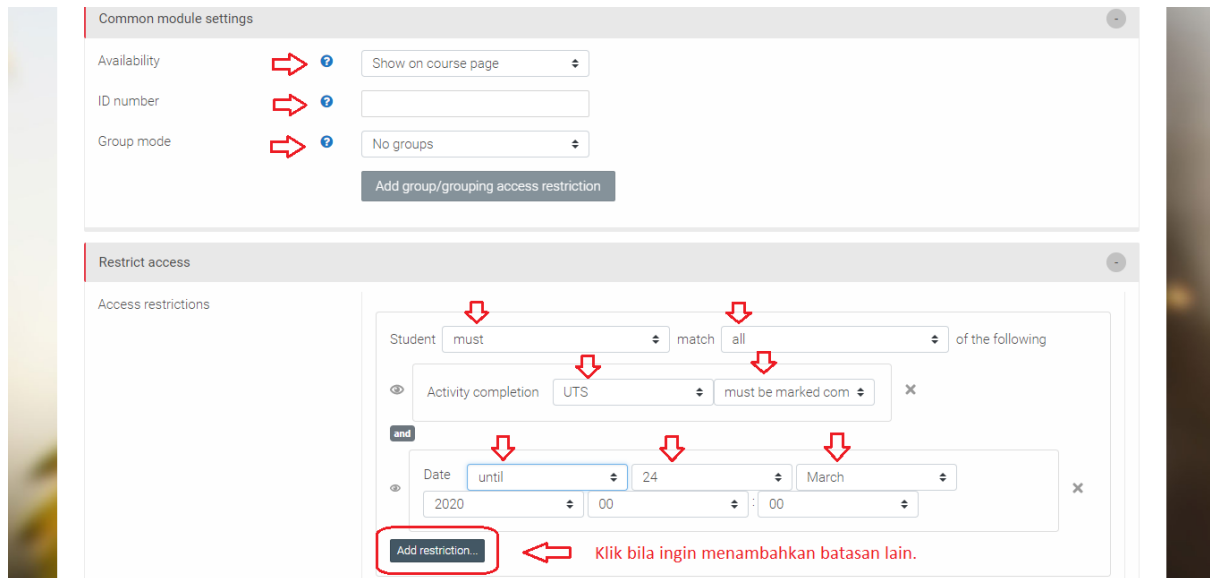 Common module settings
-
Availability ? Show on course page
ID number ?
Group mode ? No groups
Add group/grouping access restriction
Restrict access
-
Access restrictions
Student must match all of the following
Activity completion UTS must be marked com ×
and
Date until 24 March ×
2020 00 : 00
Add restriction... Klik bila ingin menambahkan batasan lain.